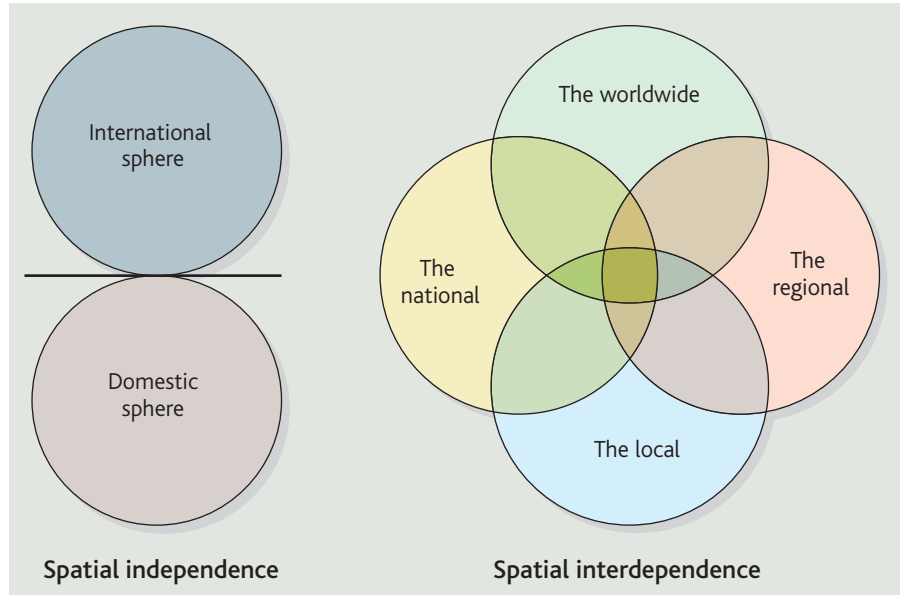 International
sphere
Domestic
sphere
Spatial independence
The worldwide
The
national
The
regional
The local
Spatial interdependence